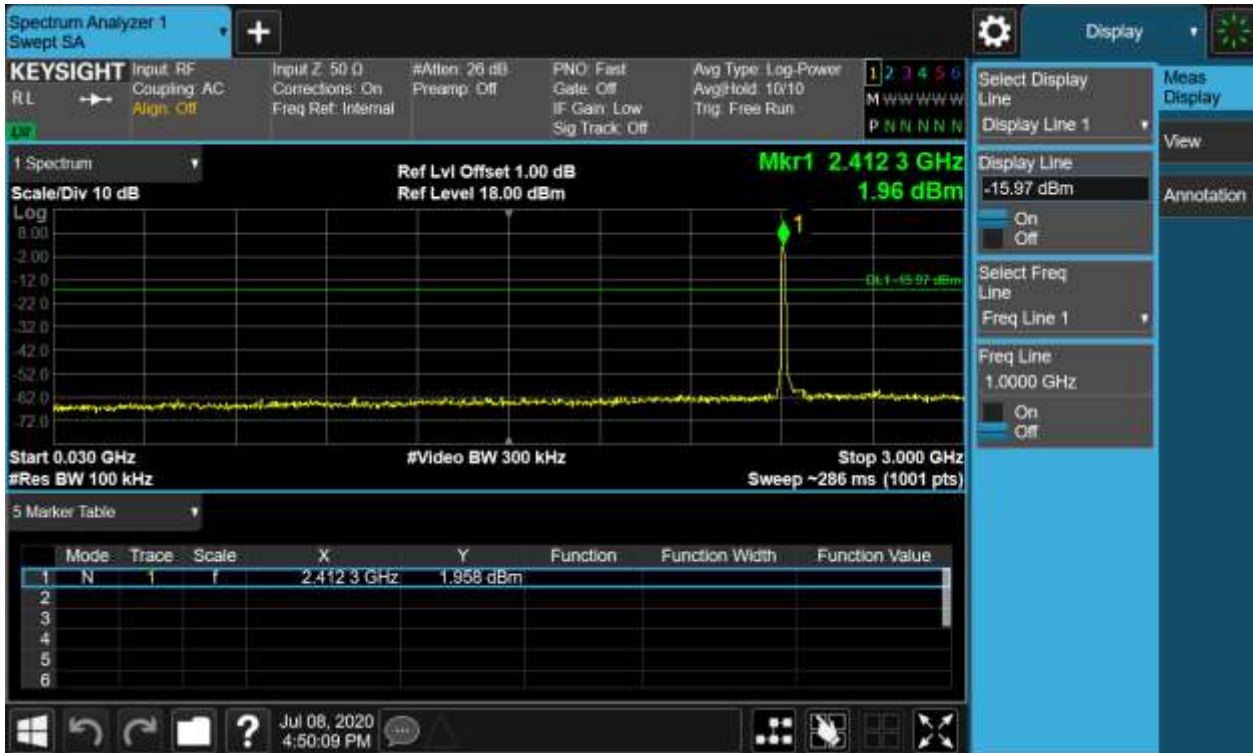 Spectrum Analyzer 1
Swept SA
+
Display
KEYSIGHT
RL
Input: RF
Coupling: AC
Align: Off
Input Z: 50 Ω
Corrections: On
Freq Ref: Internal
#Atten: 26 dB
Preamp: Off
PNO: Fast
Gate: Off
IF Gain: Low
Sig Track: Off
Avg Type: Log-Power
Avg|Hold: 10/10
Trig: Free Run
1 2 3 4 5 6
M W W W W W
P N N N N N
1 Spectrum
Scale/Div 10 dB
Ref Lvl Offset 1.00 dB
Ref Level 18.00 dBm
Mkr1 2.412 3 GHz
1.96 dBm
Log
8.00
-2.00
-12.0
-22.0
-32.0
-42.0
-52.0
-62.0
-72.0
1
DL1 -15.97 dBm
Start 0.030 GHz
#Res BW 100 kHz
#Video BW 300 kHz
Stop 3.000 GHz
Sweep ~286 ms (1001 pts)
5 Marker Table
Mode Trace Scale X Y Function Function Width Function Value
1 N 1 f 2.412 3 GHz 1.958 dBm
2
3
4
5
6
Select Display
Line
Display Line 1
Display Line
-15.97 dBm
On
Off
Select Freq
Line
Freq Line 1
Freq Line
1.0000 GHz
On
Off
Meas
Display
View
Annotation
?
Jul 08, 2020
4:50:09 PM